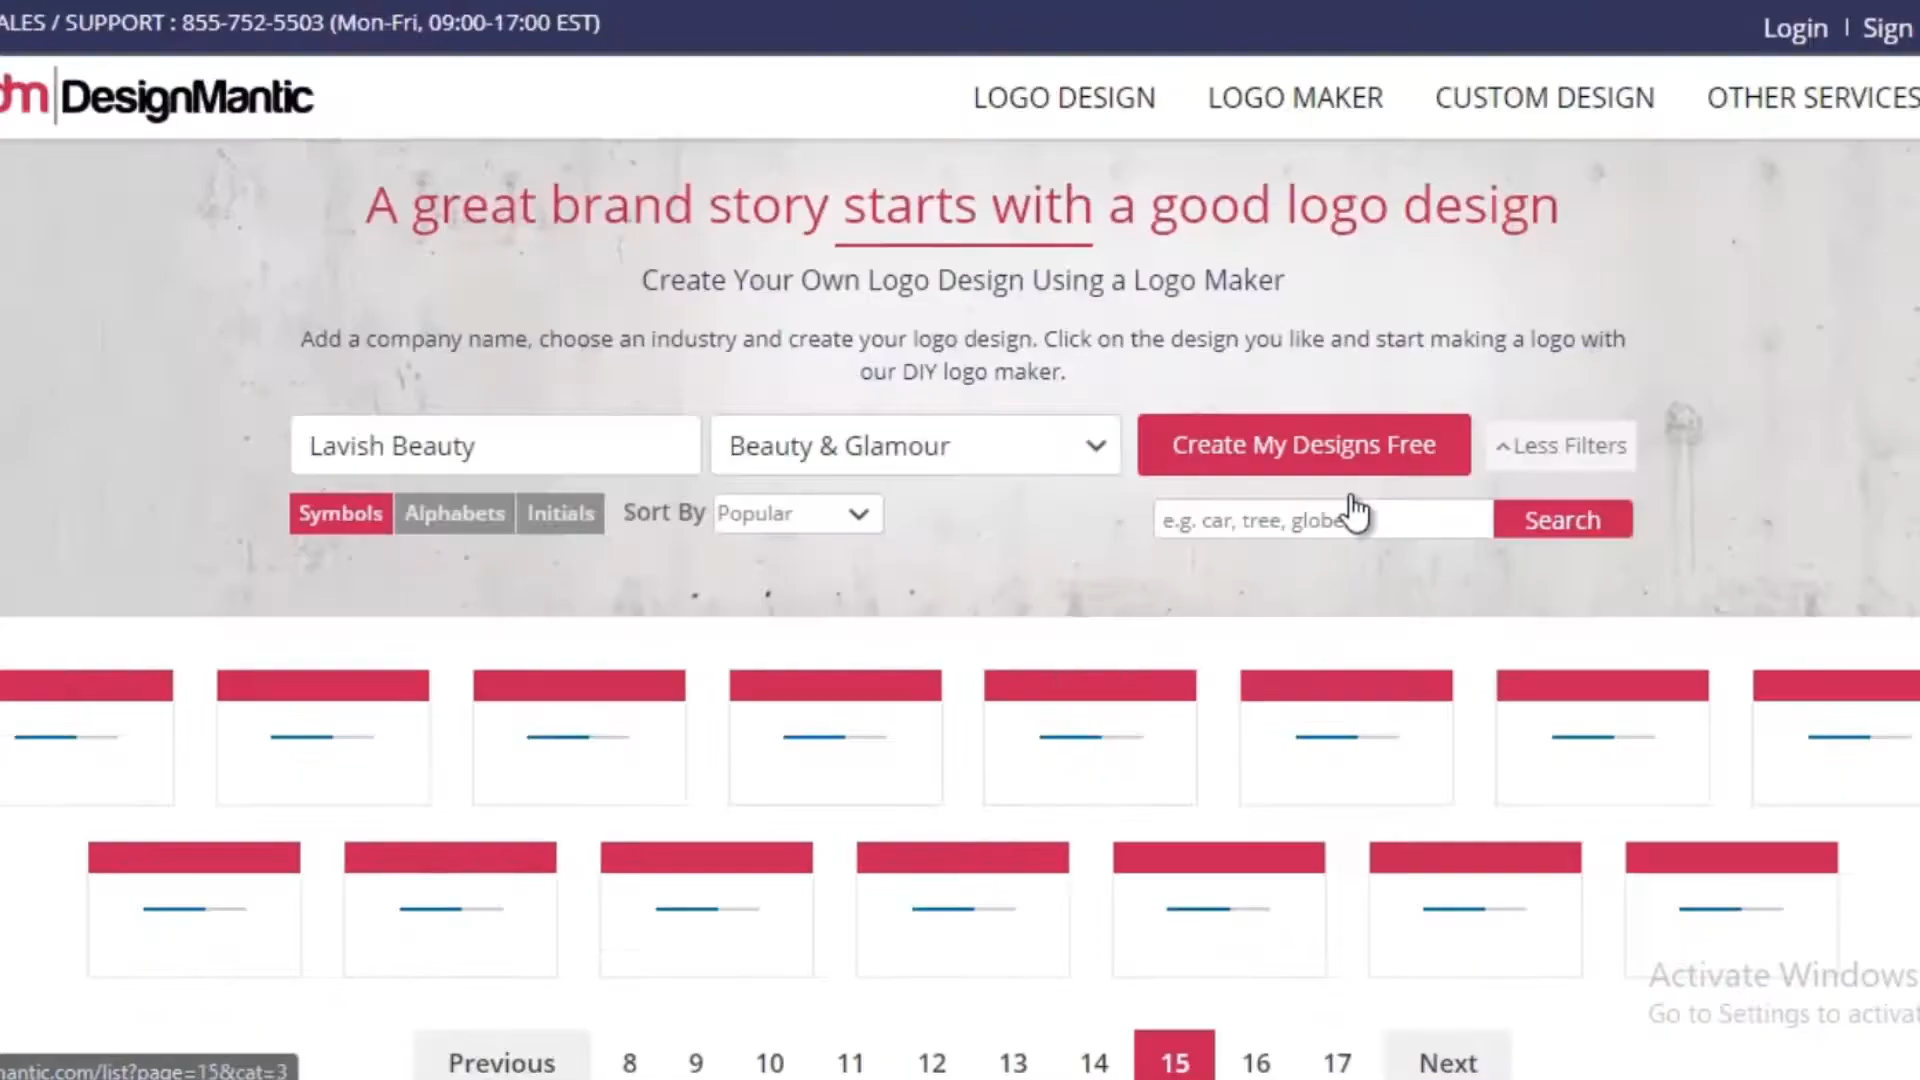 ALES / SUPPORT : 855-752-5503 (Mon-Fri, 09:00-17:00 EST)
Login | Sign
dm DesignMantic
LOGO DESIGN LOGO MAKER CUSTOM DESIGN OTHER SERVICES
A great brand story starts with a good logo design
Create Your Own Logo Design Using a Logo Maker
Add a company name, choose an industry and create your logo design. Click on the design you like and start making a logo with
our DIY logo maker.
Lavish Beauty Beauty & Glamour Create My Designs Free Less Filters
Symbols Alphabets Initials Sort By Popular e.g. car, tree, globe Search
Activate Windows
Go to Settings to activat
Previous 8 9 10 11 12 13 14 15 16 17 Next
mantic.com/list?page=15&cat=3